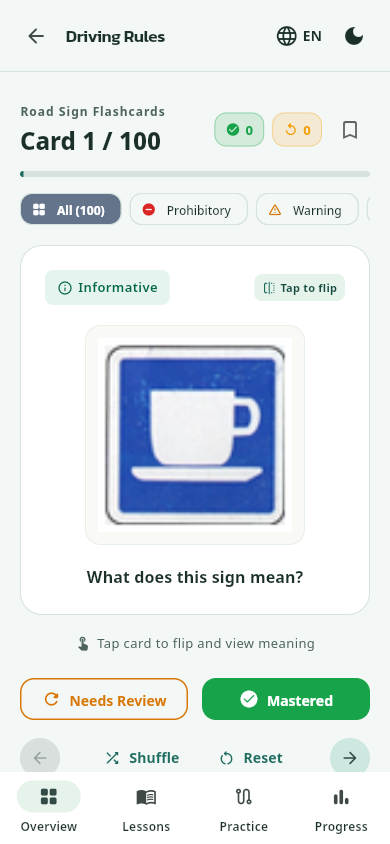 Driving Rules
EN
Road Sign Flashcards
Card 1 / 100
0
0
All (100)
Prohibitory
Warning
Informative
Tap to flip
What does this sign mean?
Tap card to flip and view meaning
Needs Review
Mastered
Shuffle
Reset
Overview
Lessons
Practice
Progress